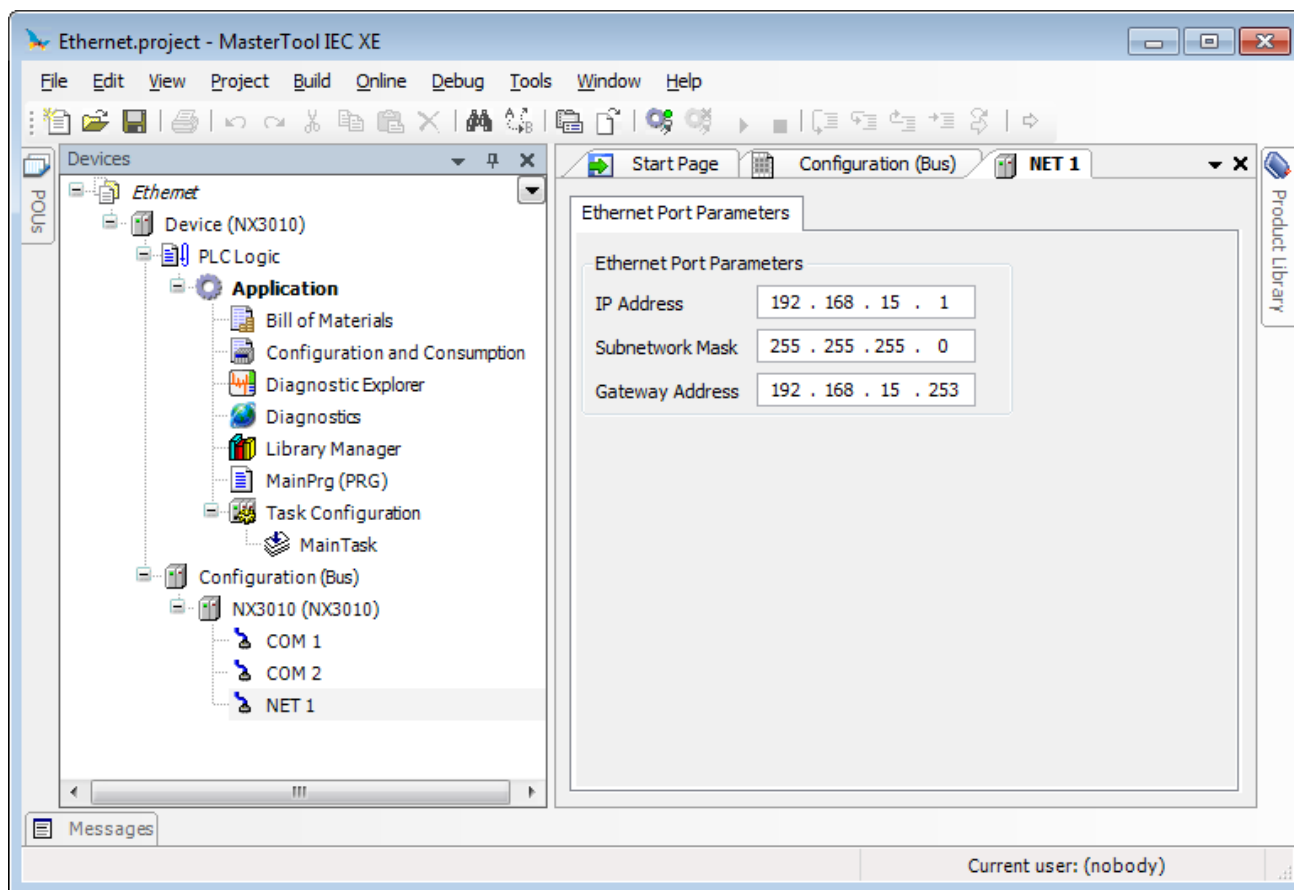 Ethernet.project - MasterTool IEC XE
File Edit View Project Build Online Debug Tools Window Help
POUs
Devices
Ethernet
Device (NX3010)
PLC Logic
Application
Bill of Materials
Configuration and Consumption
Diagnostic Explorer
Diagnostics
Library Manager
MainPrg (PRG)
Task Configuration
MainTask
Configuration (Bus)
NX3010 (NX3010)
COM 1
COM 2
NET 1
Start Page Configuration (Bus) NET 1
Ethernet Port Parameters
Ethernet Port Parameters
IP Address 192 . 168 . 15 . 1
Subnetwork Mask 255 . 255 . 255 . 0
Gateway Address 192 . 168 . 15 . 253
Product Library
Messages
Current user: (nobody)